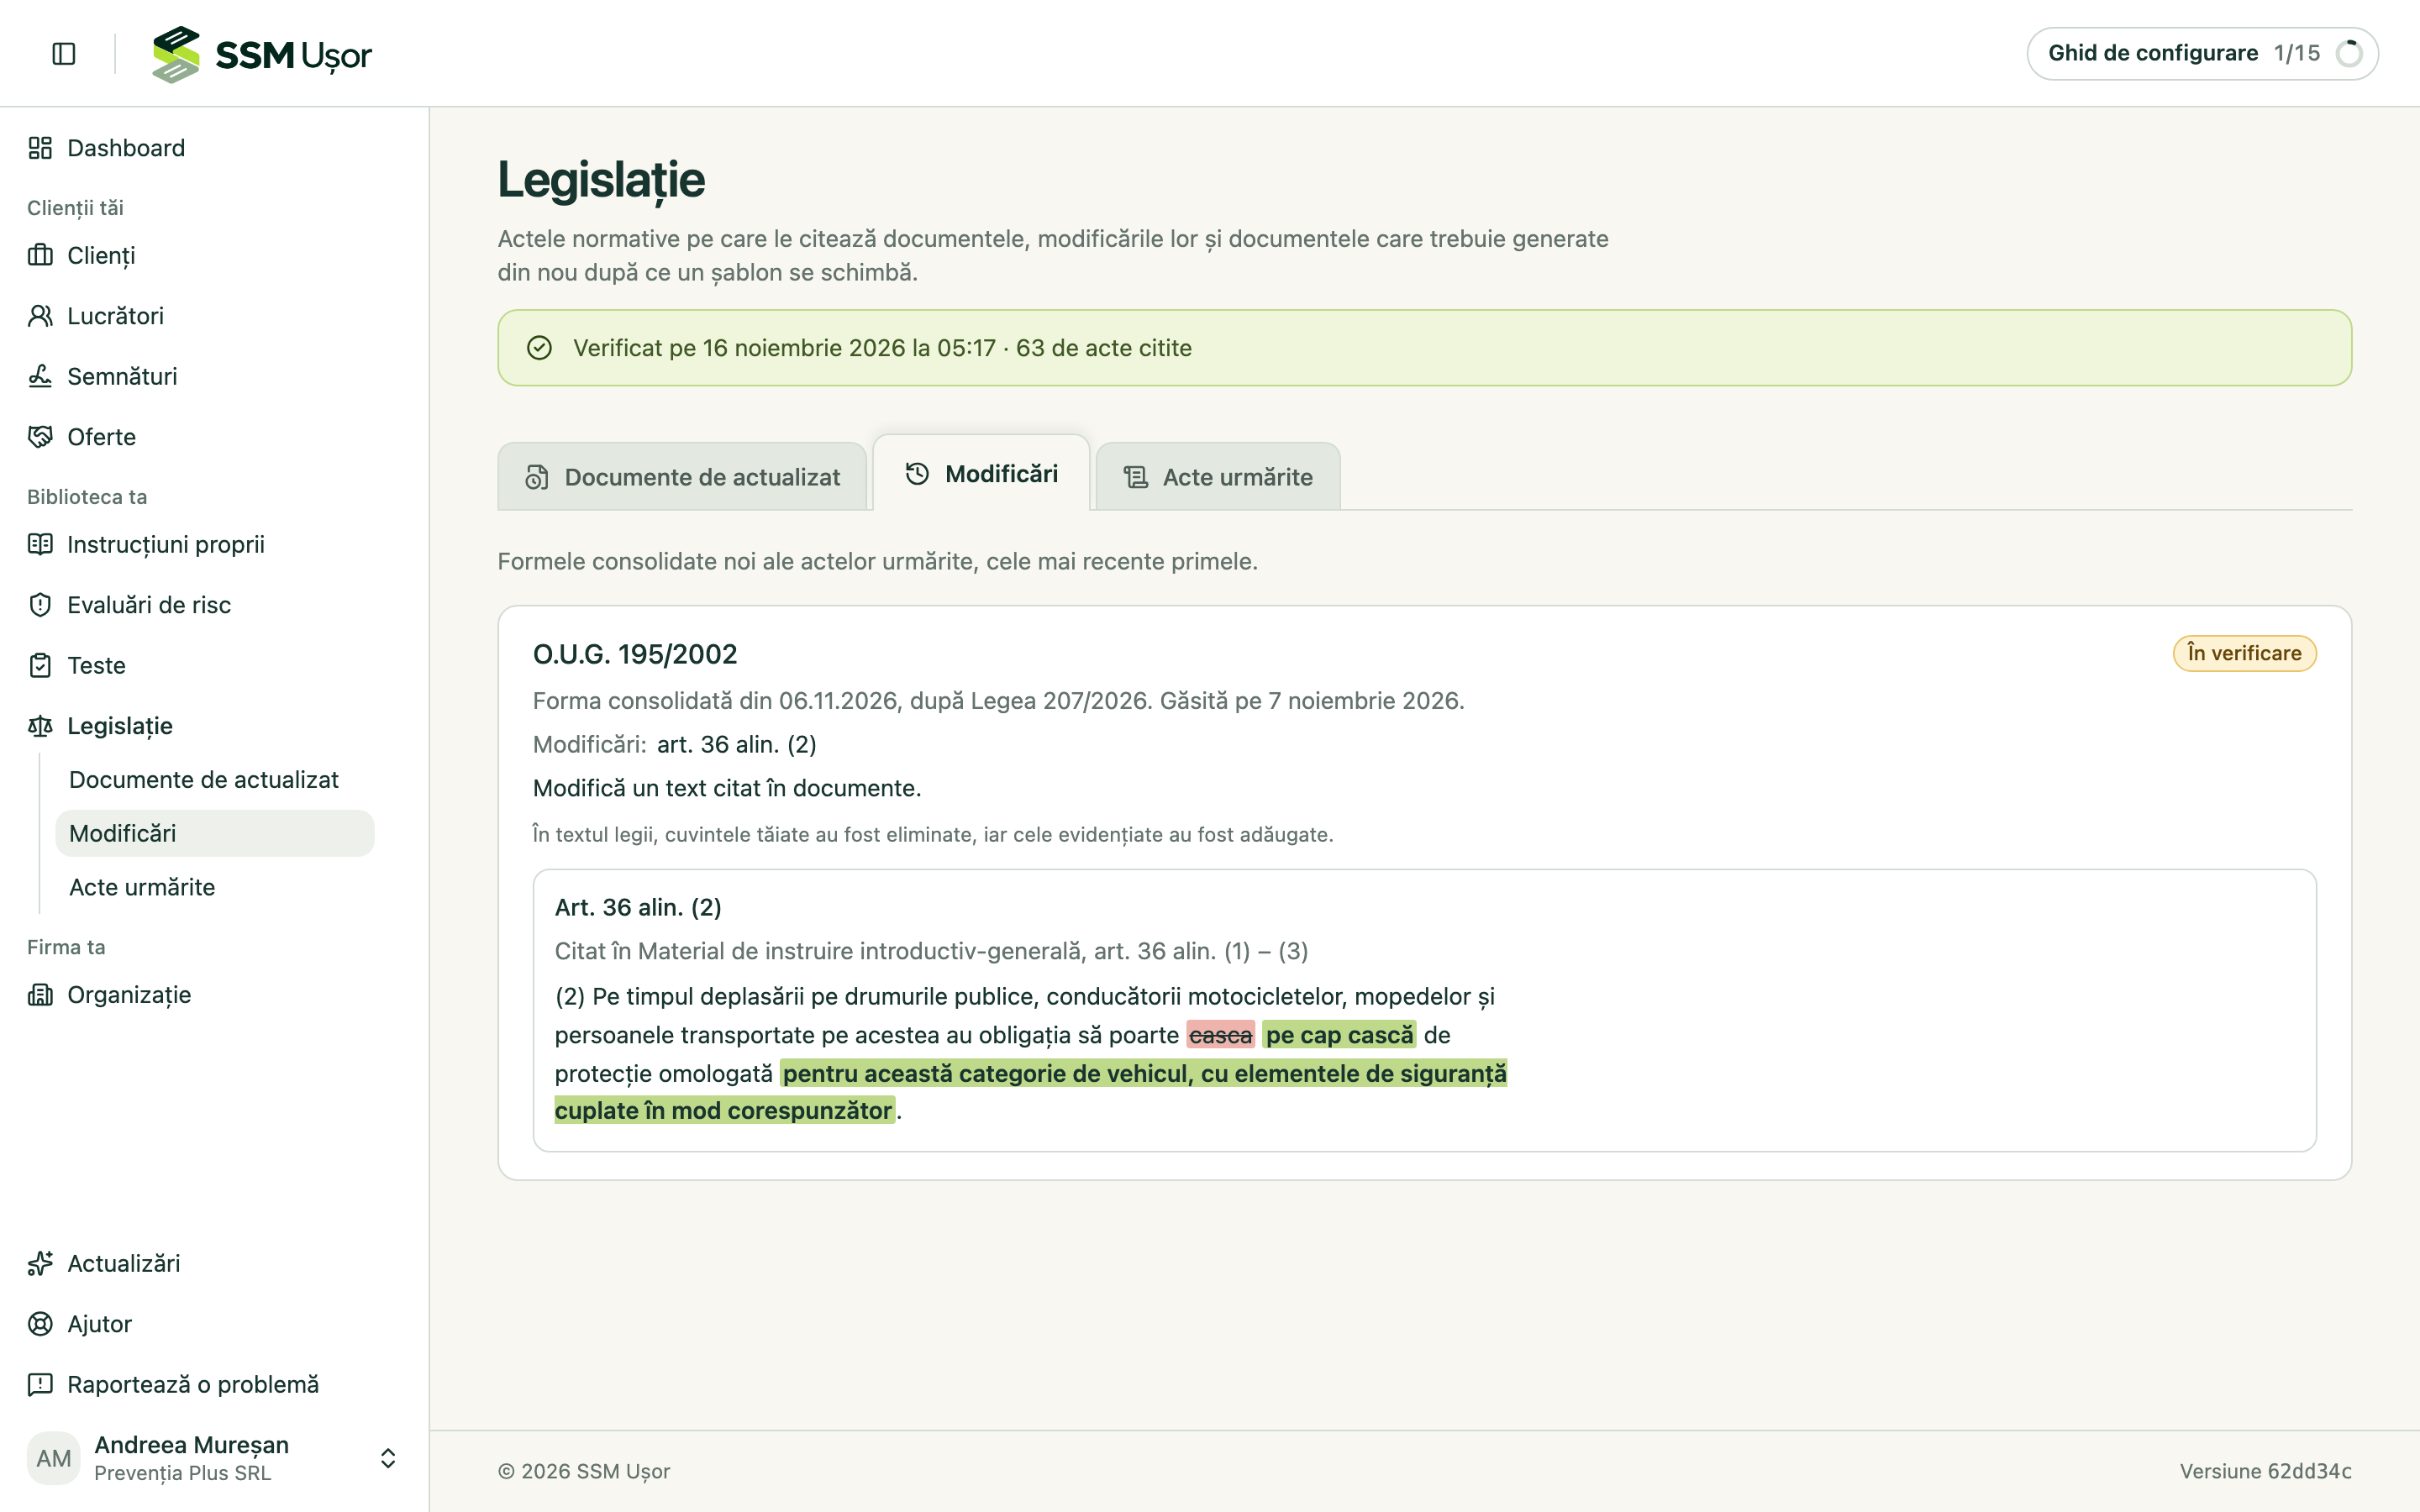 SSM Ușor
Ghid de configurare 1/15
Dashboard
Clienții tăi
Clienți
Lucrători
Semnături
Oferte
Biblioteca ta
Instrucțiuni proprii
Evaluări de risc
Teste
Legislație
Documente de actualizat
Modificări
Acte urmărite
Firma ta
Organizație
Actualizări
Ajutor
Raportează o problemă
AM
Andreea Mureșan
Prevenția Plus SRL
Legislație
Actele normative pe care le citează documentele, modificările lor și documentele care trebuie generate
din nou după ce un șablon se schimbă.
Verificat pe 16 noiembrie 2026 la 05:17 · 63 de acte citite
Documente de actualizat
Modificări
Acte urmărite
Formele consolidate noi ale actelor urmărite, cele mai recente primele.
O.U.G. 195/2002
În verificare
Forma consolidată din 06.11.2026, după Legea 207/2026. Găsită pe 7 noiembrie 2026.
Modificări: art. 36 alin. (2)
Modifică un text citat în documente.
În textul legii, cuvintele tăiate au fost eliminate, iar cele evidențiate au fost adăugate.
Art. 36 alin. (2)
Citat în Material de instruire introductiv-generală, art. 36 alin. (1) – (3)
(2) Pe timpul deplasării pe drumurile publice, conducătorii motocicletelor, mopedelor și
persoanele transportate pe acestea au obligația să poarte casca pe cap cască de
protecție omologată pentru această categorie de vehicul, cu elementele de siguranță
cuplate în mod corespunzător.
© 2026 SSM Ușor
Versiune 62dd34c